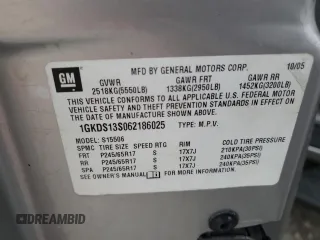 GM
MFD BY GENERAL MOTORS CORP.
10/05
GVWR GAWR FRT GAWR RR
2518KG(5550LB) 1338KG(2950LB) 1452KG(3200LB)
THIS VEHICLE CONFORMS TO ALL APPLICABLE U.S. FEDERAL MOTOR
VEHICLE SAFETY AND THEFT PREVENTION STANDARDS IN EFFECT ON
THE DATE OF MANUFACTURE SHOWN ABOVE.
1GKDS13S062186025 TYPE: M.P.V.
MODEL: S15506
SPMC TIRE SIZE SPEED RTG RIM COLD TIRE PRESSURE
FRT P245/65R17 S 17X7J 210KPA(30PSI)
RR P245/65R17 S 17X7J 240KPA(35PSI)
SPA P245/65R17 S 17X7J 240KPA(35PSI)
SEE OWNER'S MANUAL
DREAMBID